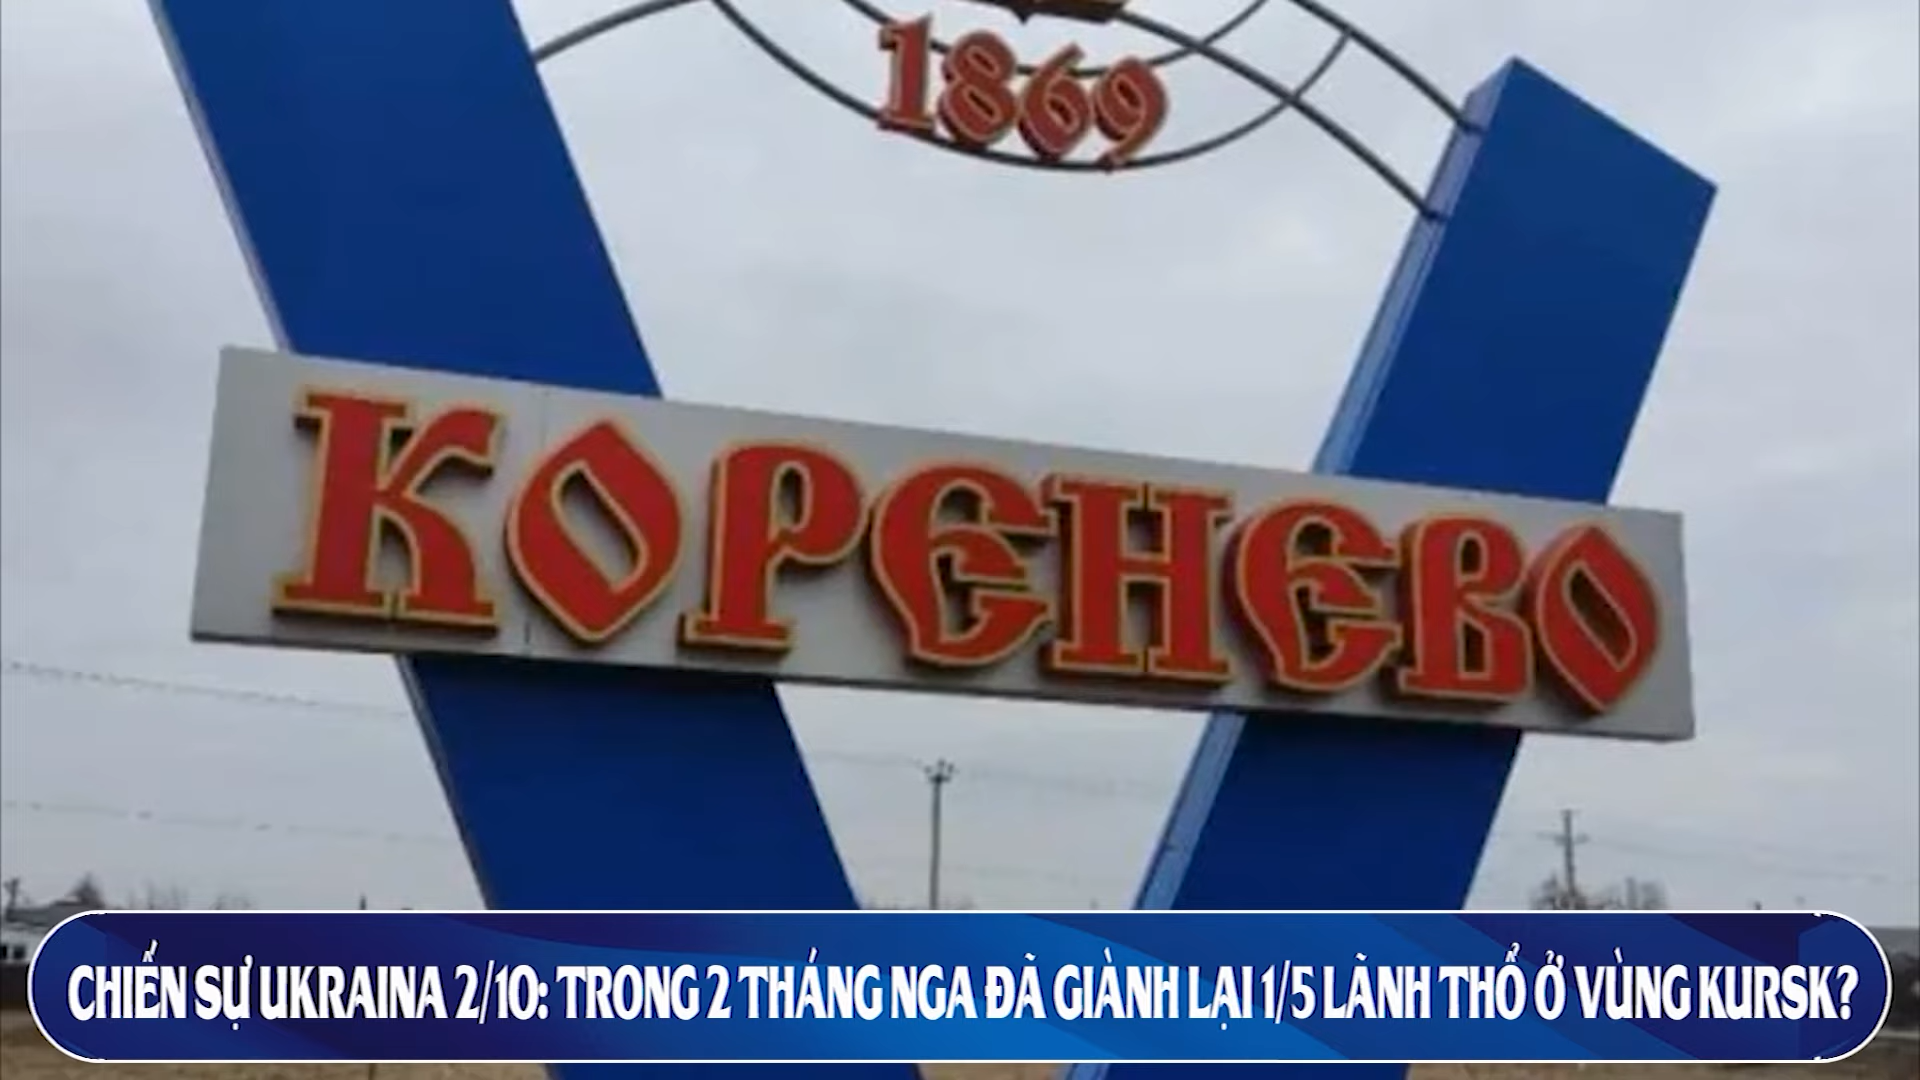 1869
КОРЕНЕВО
CHIẾN SỰ UKRAINA 2/10: TRONG 2 THÁNG NGA ĐÃ GIÀNH LẠI 1/5 LÃNH THỔ Ở VÙNG KURSK?